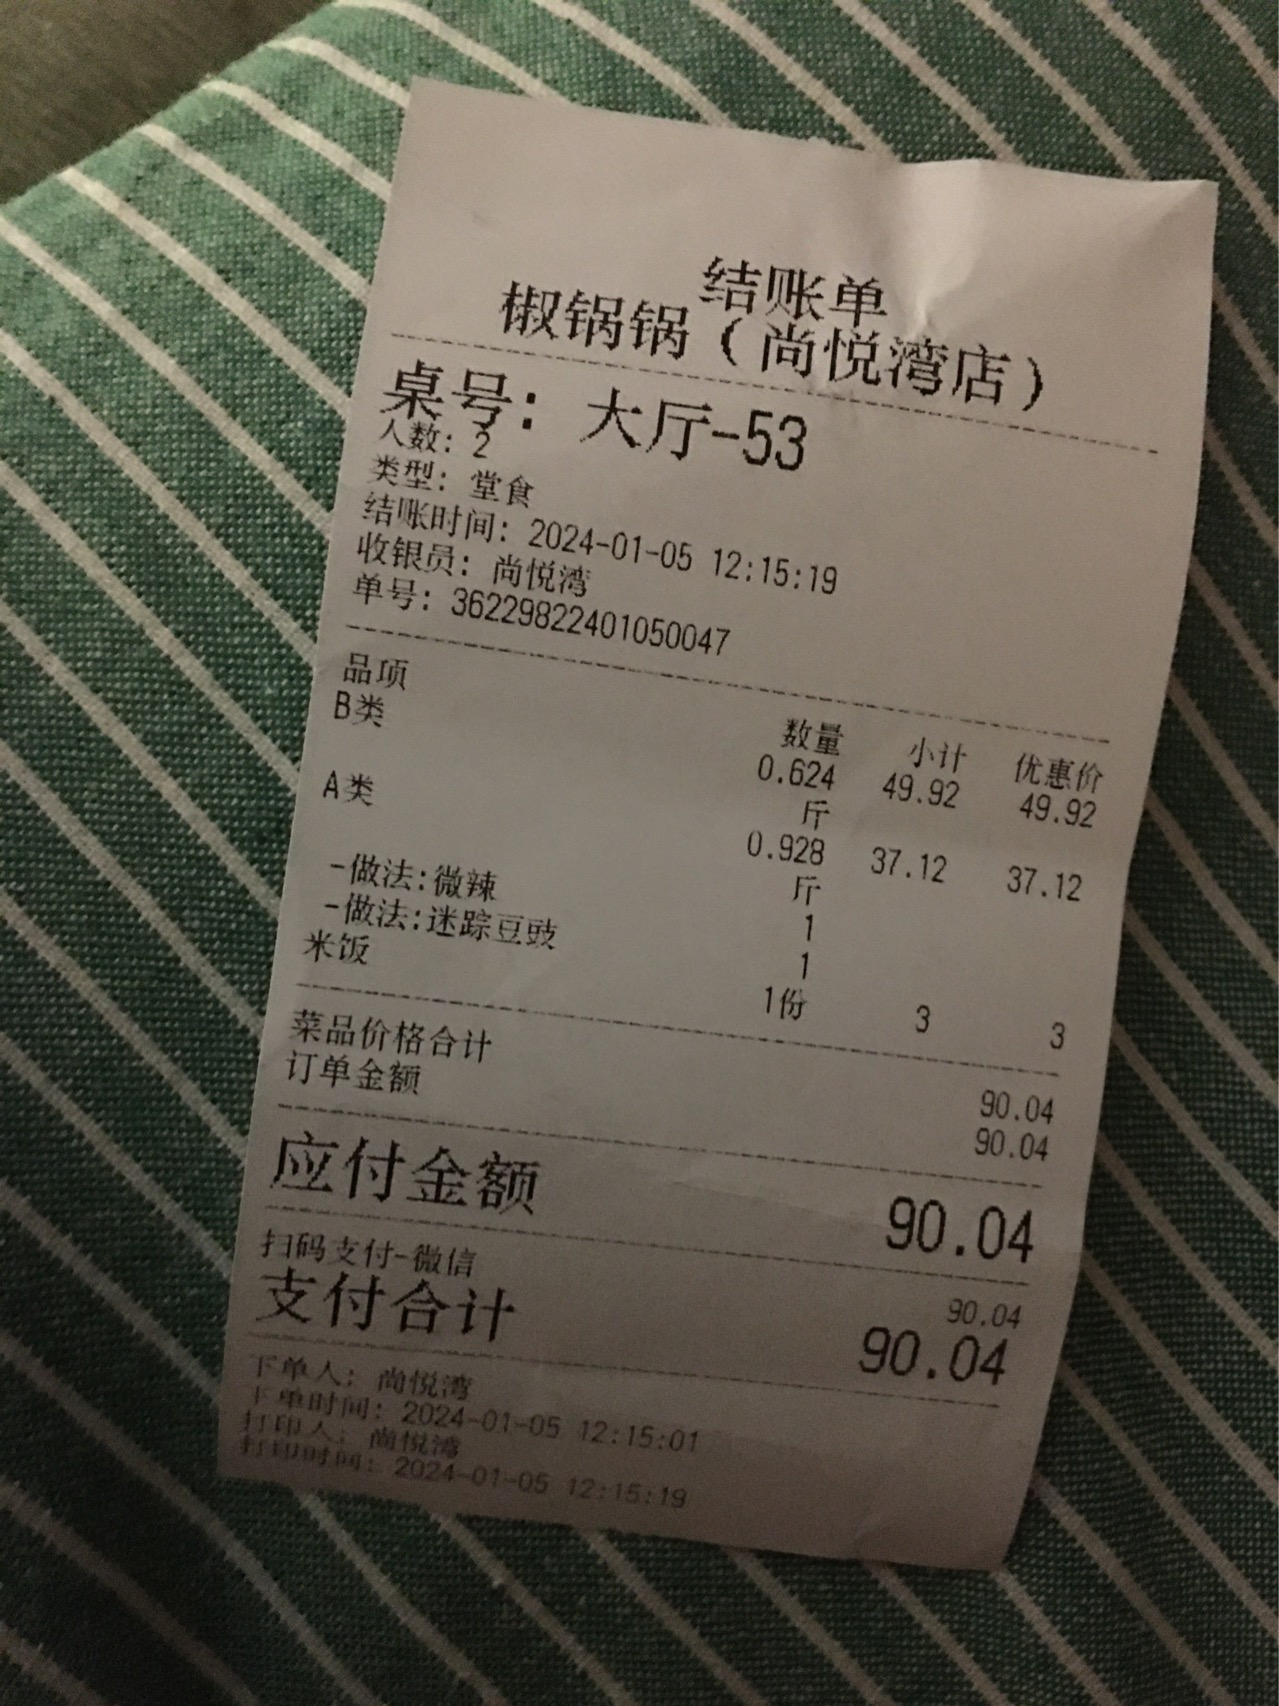 结账单
椒锅锅（尚悦湾店）
桌号: 大厅-53
人数: 2
类型: 堂食
结账时间: 2024-01-05 12:15:19
收银员: 尚悦湾
单号: 36229822401050047
品项 数量 小计 优惠价
B类 0.624 49.92 49.92
斤
A类 0.928 37.12 37.12
斤
-做法:微辣 1
-做法:迷踪豆豉 1
米饭 1份 3 3
菜品价格合计 90.04
订单金额 90.04
应付金额 90.04
扫码支付-微信 90.04
支付合计 90.04
下单人: 尚悦湾
下单时间: 2024-01-05 12:15:01
打印人: 尚悦湾
打印时间: 2024-01-05 12:15:19